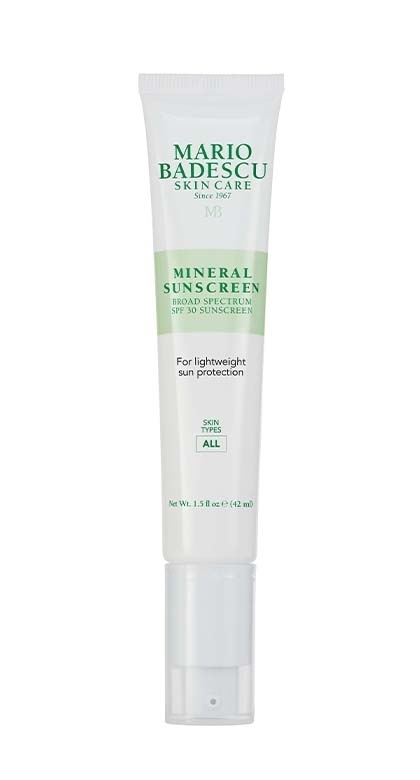 MARIO
BADESCU
SKIN CARE
Since 1967
MB
MINERAL
SUNSCREEN
BROAD SPECTRUM
SPF 30 SUNSCREEN
For lightweight
sun protection
SKIN
TYPES
ALL
Net Wt. 1.5 fl oz ℮ (42 ml)